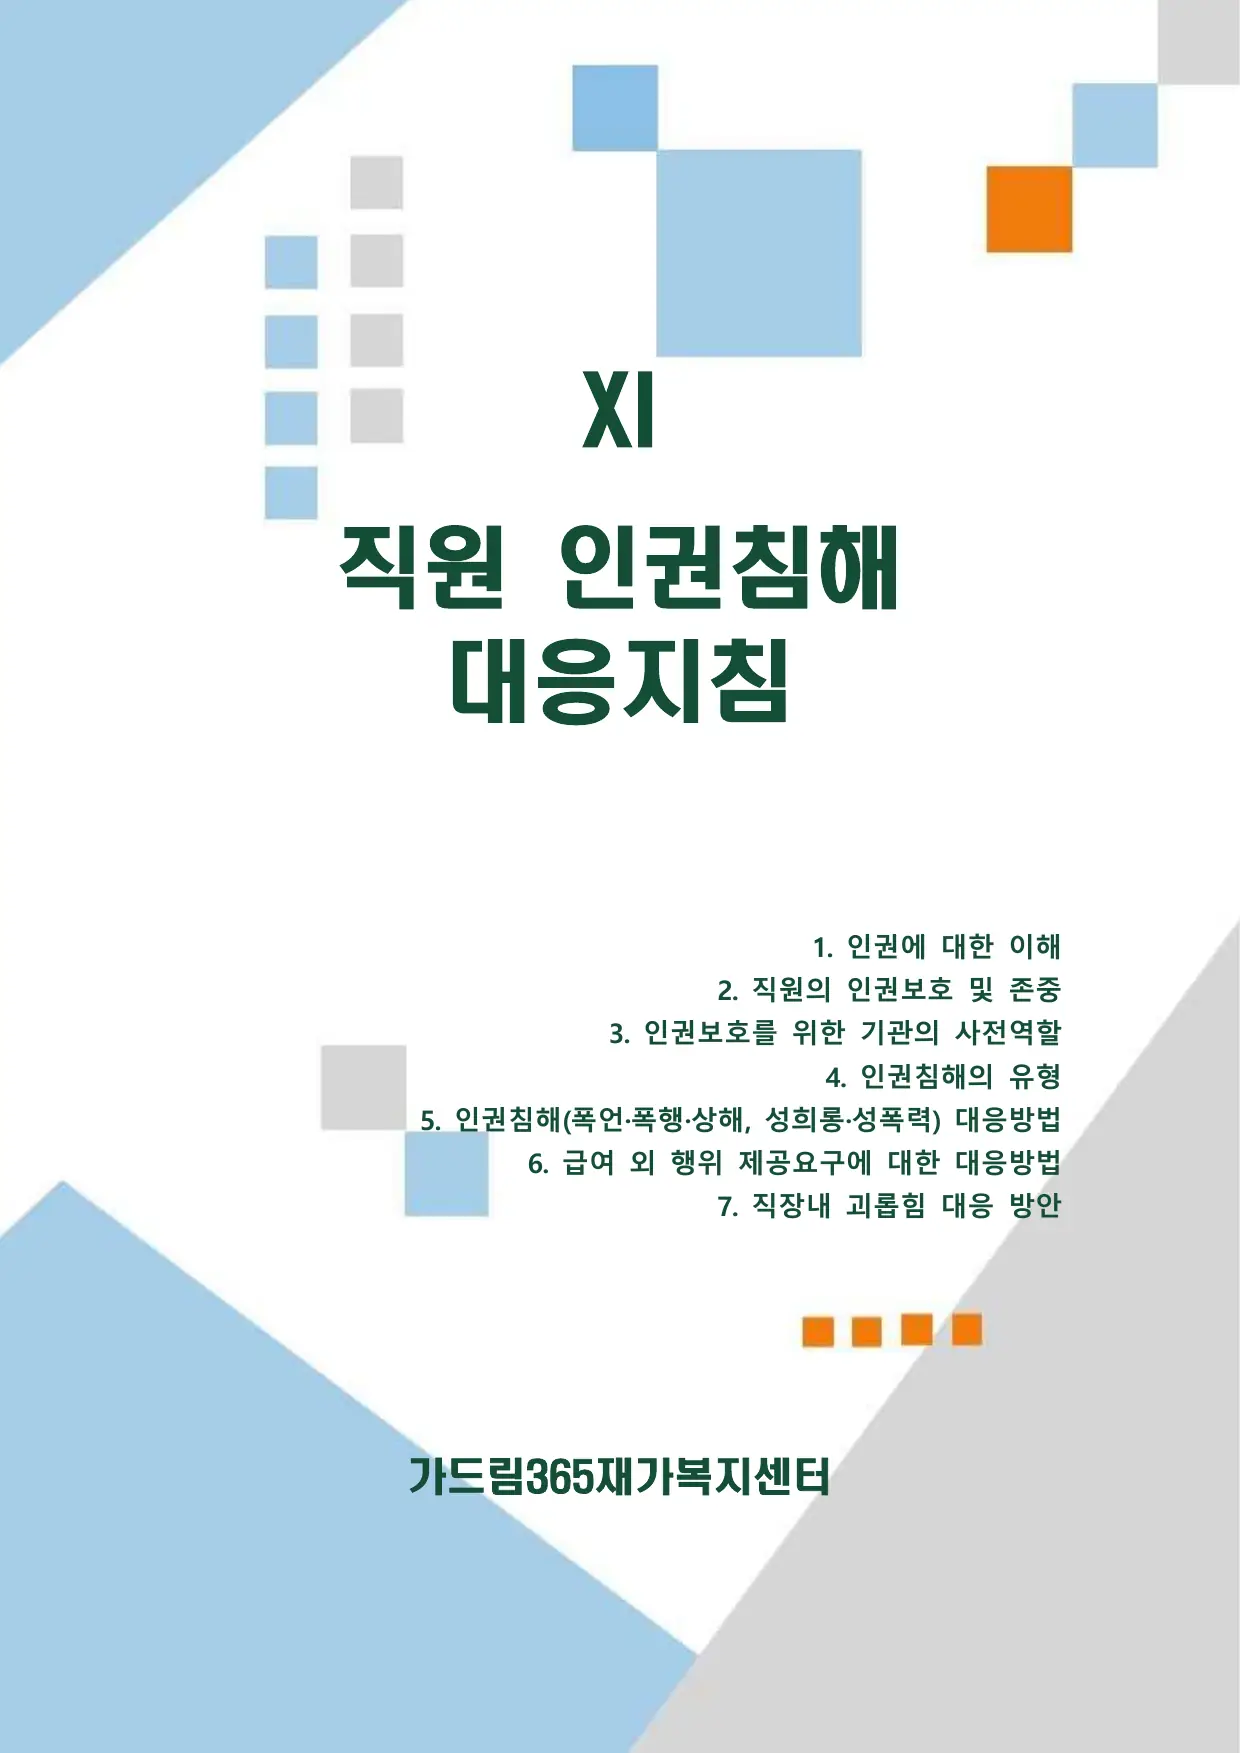 XI
직원 인권침해
대응지침
1. 인권에 대한 이해
2. 직원의 인권보호 및 존중
3. 인권보호를 위한 기관의 사전역할
4. 인권침해의 유형
5. 인권침해(폭언·폭행·상해, 성희롱·성폭력) 대응방법
6. 급여 외 행위 제공요구에 대한 대응방법
7. 직장내 괴롭힘 대응 방안
가드림365재가복지센터